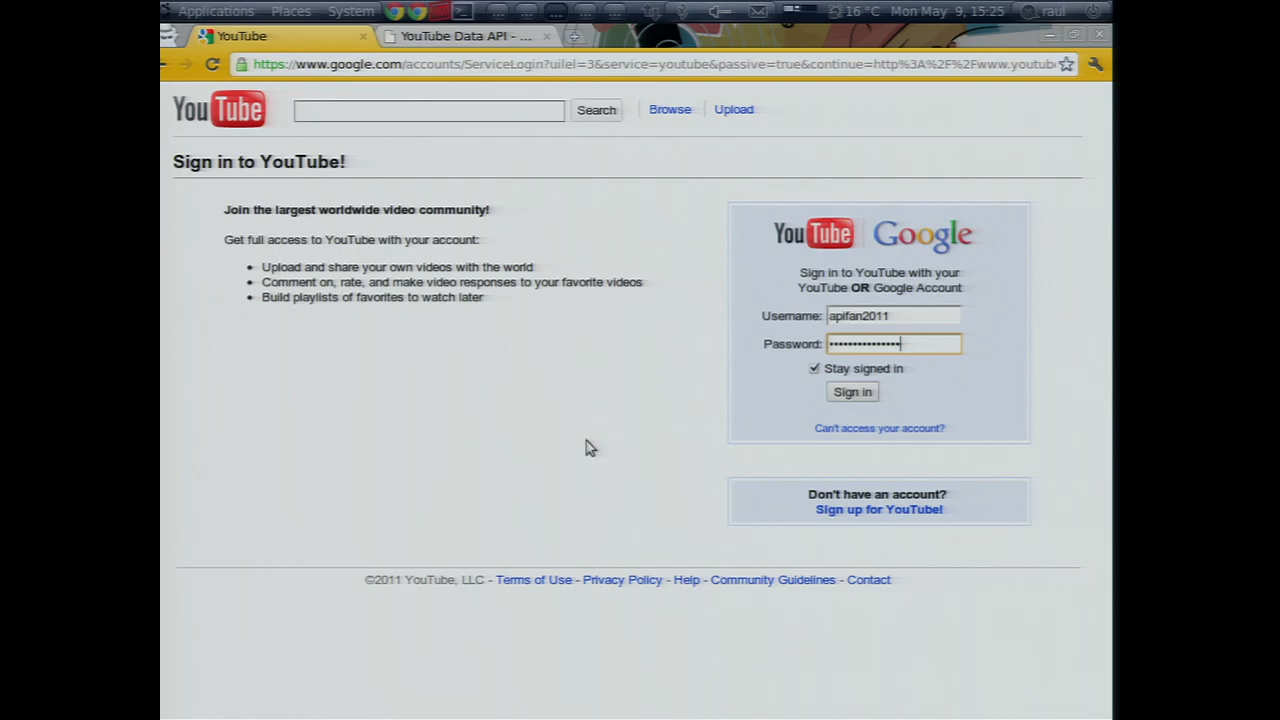 Applications Places System 16 °C Mon May 9, 15:25 raul
YouTube YouTube Data API - ...
https://www.google.com/accounts/ServiceLogin?uilel=3&service=youtube&passive=true&continue=http%3A%2F%2Fwww.youtub
YouTube Search Browse Upload
Sign in to YouTube!
Join the largest worldwide video community!
Get full access to YouTube with your account:
• Upload and share your own videos with the world
• Comment on, rate, and make video responses to your favorite videos
• Build playlists of favorites to watch later
YouTube Google
Sign in to YouTube with your
YouTube OR Google Account
Username: apifan2011
Password: ••••••••••••••••
Stay signed in
Sign in
Can't access your account?
Don't have an account?
Sign up for YouTube!
©2011 YouTube, LLC - Terms of Use - Privacy Policy - Help - Community Guidelines - Contact